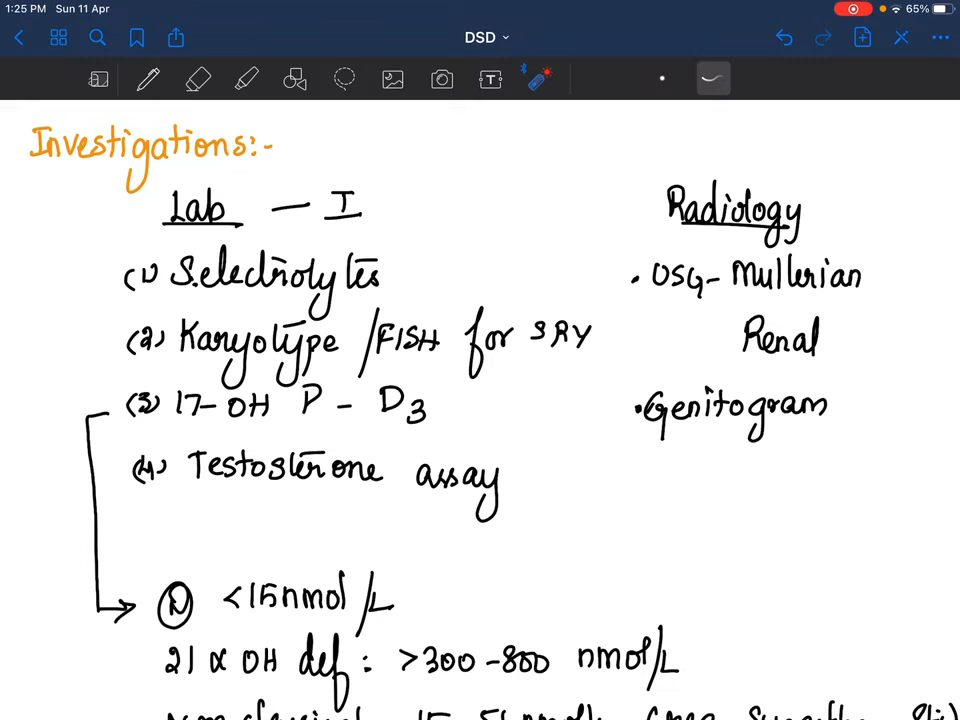 1:25 PM Sun 11 Apr
65%
DSD
Investigations:-
Lab — I
(1) S.electrolytes
(2) Karyotype /FISH for SRY
(3) 17-OH P - D3
(4) Testosterone assay
Radiology
• USG - Mullerian
Renal
• Genitogram
Ⓝ <15nmol/L
21 α OH def : >300-800 nmol/L